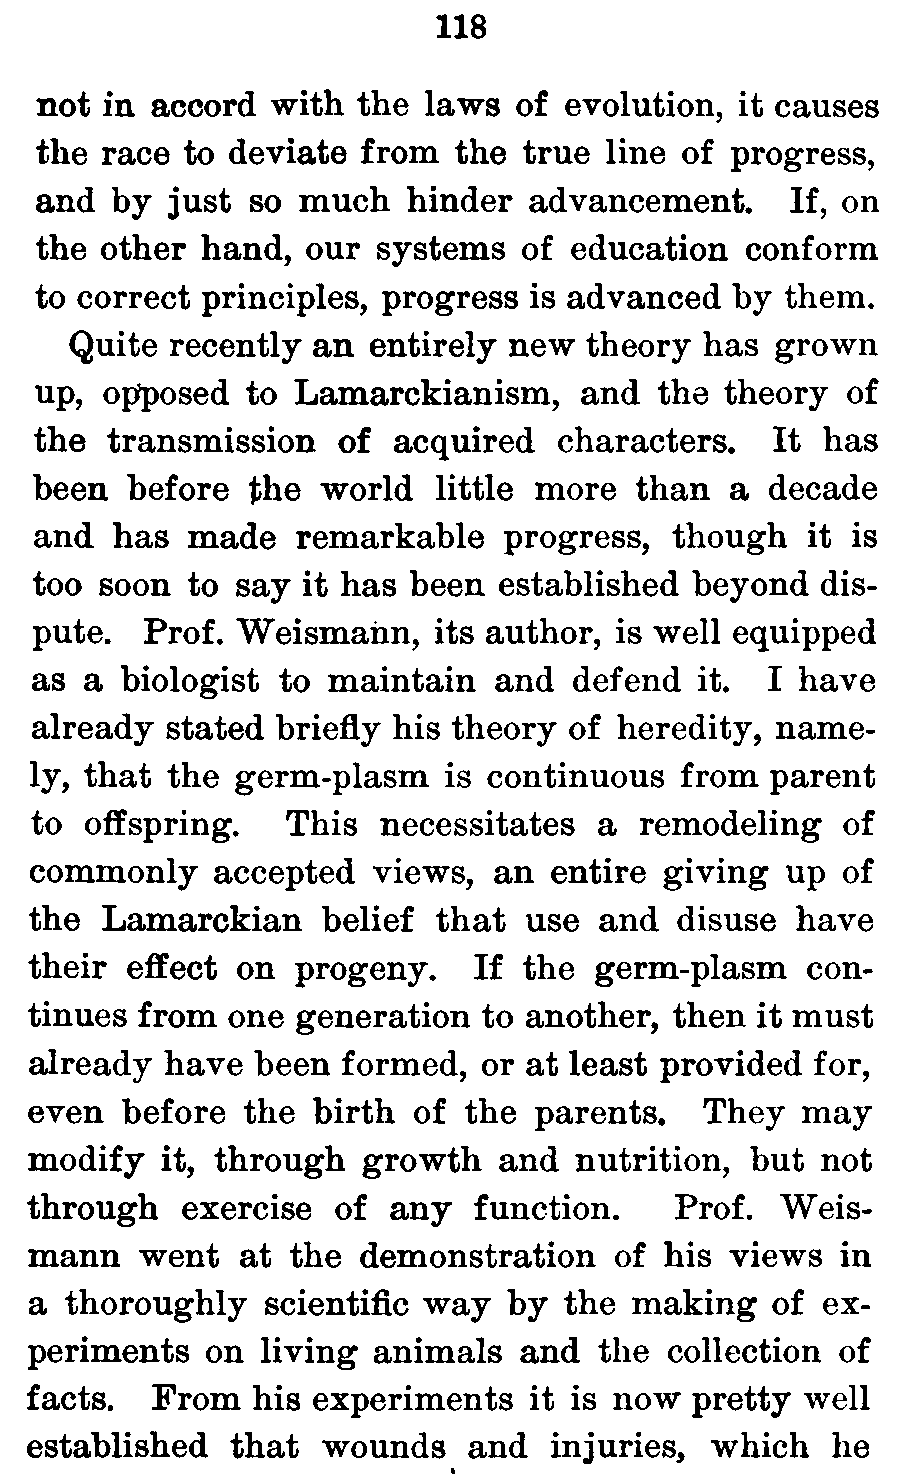 118
not in accord with the laws of evolution, it causes
the race to deviate from the true line of progress,
and by just so much hinder advancement. If, on
the other hand, our systems of education conform
to correct principles, progress is advanced by them.
Quite recently an entirely new theory has grown
up, opposed to Lamarckianism, and the theory of
the transmission of acquired characters. It has
been before the world little more than a decade
and has made remarkable progress, though it is
too soon to say it has been established beyond dis-
pute. Prof. Weismann, its author, is well equipped
as a biologist to maintain and defend it. I have
already stated briefly his theory of heredity, name-
ly, that the germ-plasm is continuous from parent
to offspring. This necessitates a remodeling of
commonly accepted views, an entire giving up of
the Lamarckian belief that use and disuse have
their effect on progeny. If the germ-plasm con-
tinues from one generation to another, then it must
already have been formed, or at least provided for,
even before the birth of the parents. They may
modify it, through growth and nutrition, but not
through exercise of any function. Prof. Weis-
mann went at the demonstration of his views in
a thoroughly scientific way by the making of ex-
periments on living animals and the collection of
facts. From his experiments it is now pretty well
established that wounds and injuries, which he